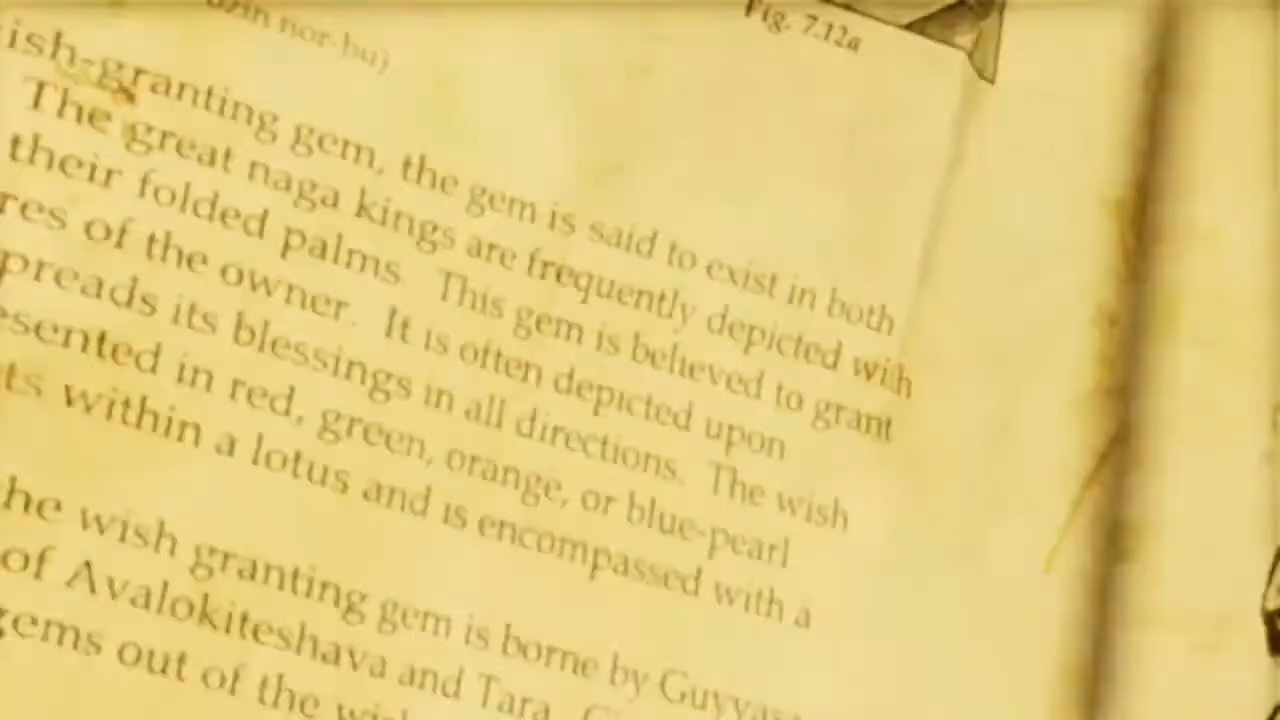 Fig. 7.12a
nor-bu)
ish-granting gem, the gem is said to exist in both
The great naga kings are frequently depicted with
their folded palms. This gem is believed to grant
res of the owner. It is often depicted upon
preads its blessings in all directions. The wish
esented in red, green, orange, or blue-pearl
ts within a lotus and is encompassed with a
he wish granting gem is borne by Guyyasa
of Avalokiteshava and Tara.
gems out of the